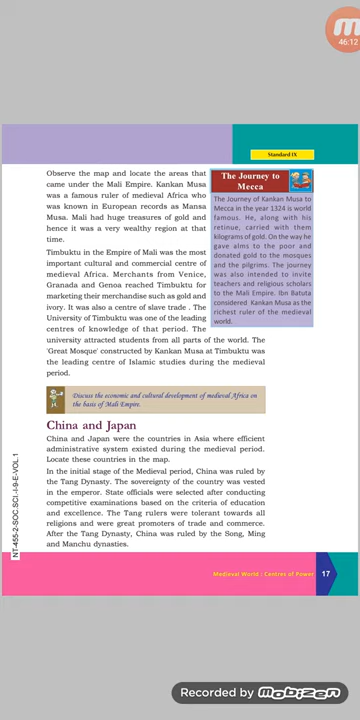 46:12
Standard IX
Observe the map and locate the areas that
came under the Mali Empire. Kankan Musa
was a famous ruler of medieval Africa who
was known in European records as Mansa
Musa. Mali had huge treasures of gold and
hence it was a very wealthy region at that
time.
Timbuktu in the Empire of Mali was the most
important cultural and commercial centre of
medieval Africa. Merchants from Venice,
Granada and Genoa reached Timbuktu for
marketing their merchandise such as gold and
ivory. It was also a centre of slave trade . The
University of Timbuktu was one of the leading
centres of knowledge of that period. The
university attracted students from all parts of the world. The
'Great Mosque' constructed by Kankan Musa at Timbuktu was
the leading centre of Islamic studies during the medieval
period.
The Journey to
Mecca
The Journey of Kankan Musa to
Mecca in the year 1324 is world
famous. He, along with his
retinue, carried with them
kilograms of gold. On the way he
gave alms to the poor and
donated gold to the mosques
and the pilgrims. The journey
was also intended to invite
teachers and religious scholars
to the Mali Empire. Ibn Batuta
considered Kankan Musa as the
richest ruler of the medieval
world.
Discuss the economic and cultural development of medieval Africa on
the basis of Mali Empire.
China and Japan
China and Japan were the countries in Asia where efficient
administrative system existed during the medieval period.
Locate these countries in the map.
In the initial stage of the Medieval period, China was ruled by
the Tang Dynasty. The sovereignty of the country was vested
in the emperor. State officials were selected after conducting
competitive examinations based on the criteria of education
and excellence. The Tang rulers were tolerant towards all
religions and were great promoters of trade and commerce.
After the Tang Dynasty, China was ruled by the Song, Ming
and Manchu dynasties.
NT-455-2-SOC.SCI.-I-9-E-VOL.1
Medieval World : Centres of Power
17
Recorded by mobizen